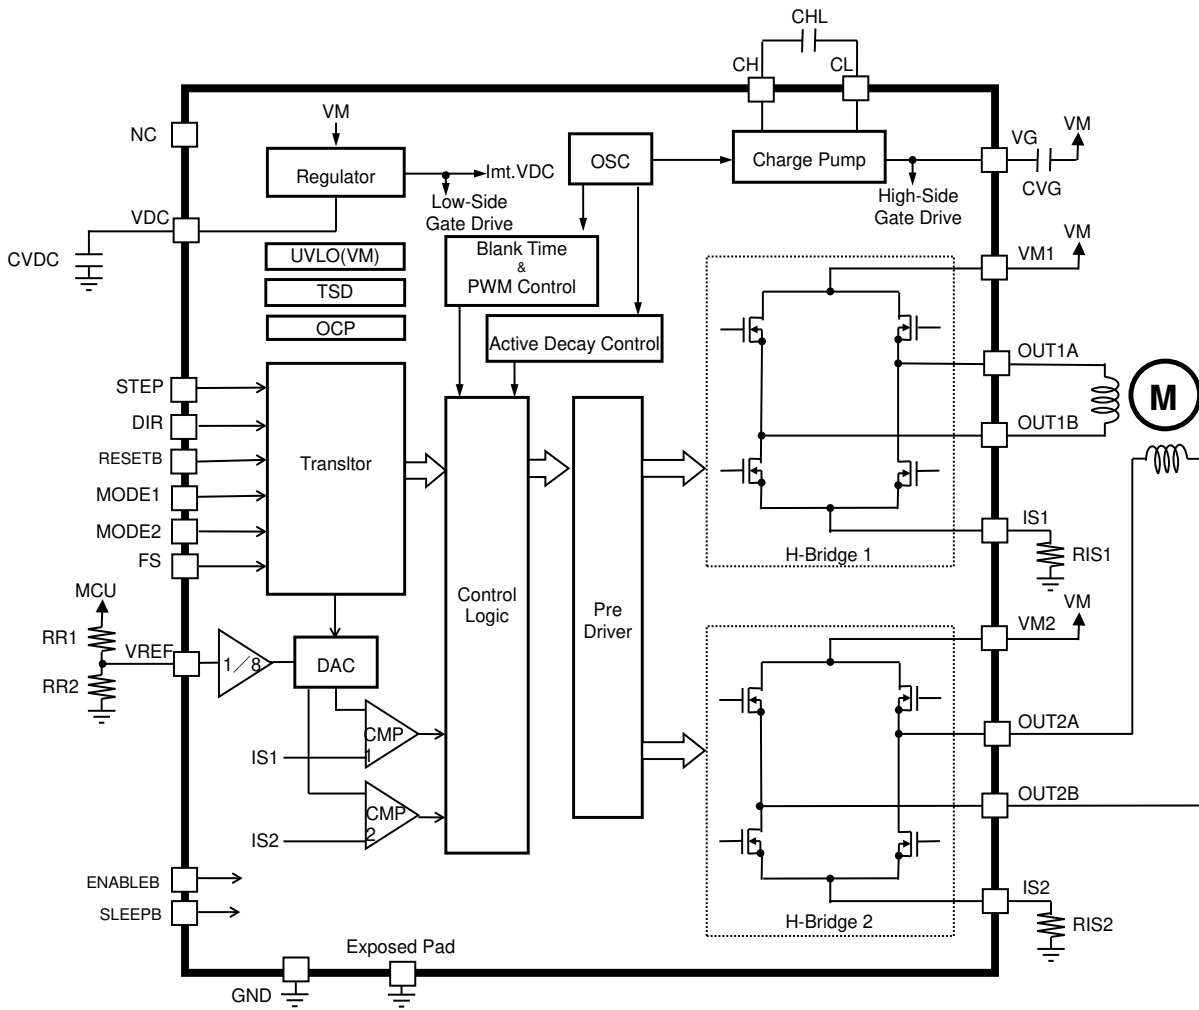 CHL
CH
CL
VM
NC
Regulator
Imt.VDC
OSC
Charge Pump
VG
VM
CVG
Low-Side
Gate Drive
High-Side
Gate Drive
VDC
CVDC
UVLO(VM)
TSD
OCP
Blank Time
&
PWM Control
Active Decay Control
VM1
VM
STEP
DIR
RESETB
MODE1
MODE2
FS
Transltor
Control
Logic
Pre
Driver
OUT1A
OUT1B
M
IS1
RIS1
H-Bridge 1
MCU
RR1
RR2
VREF
1/8
DAC
CMP
1
IS1
CMP
2
IS2
VM2
VM
OUT2A
OUT2B
IS2
RIS2
H-Bridge 2
ENABLEB
SLEEPB
Exposed Pad
GND